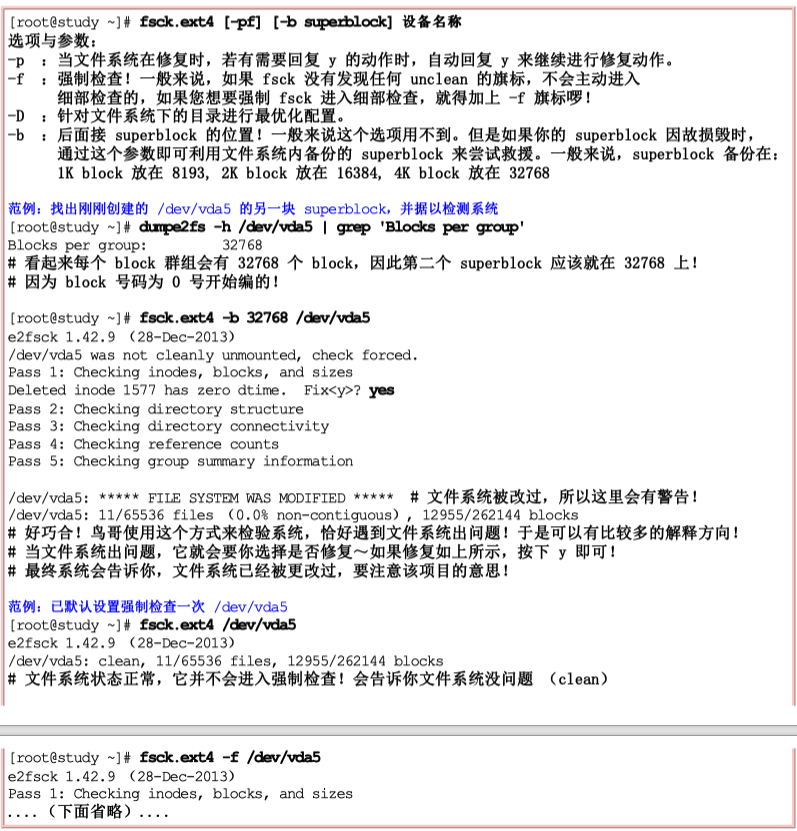 [root@study ~]# fsck.ext4 [-pf] [-b superblock] 设备名称
选项与参数：
-p ：当文件系统在修复时，若有需要回复 y 的动作时，自动回复 y 来继续进行修复动作。
-f ：强制检查！一般来说，如果 fsck 没有发现任何 unclean 的旗标，不会主动进入
细部检查的，如果您想要强制 fsck 进入细部检查，就得加上 -f 旗标啰！
-D ：针对文件系统下的目录进行最优化配置。
-b ：后面接 superblock 的位置！一般来说这个选项用不到。但是如果你的 superblock 因故损毁时，
通过这个参数即可利用文件系统内备份的 superblock 来尝试救援。一般来说，superblock 备份在：
1K block 放在 8193, 2K block 放在 16384, 4K block 放在 32768
范例：找出刚刚创建的 /dev/vda5 的另一块 superblock，并据以检测系统
[root@study ~]# dumpe2fs -h /dev/vda5 | grep 'Blocks per group'
Blocks per group: 32768
# 看起来每个 block 群组会有 32768 个 block，因此第二个 superblock 应该就在 32768 上！
# 因为 block 号码为 0 号开始编的！
[root@study ~]# fsck.ext4 -b 32768 /dev/vda5
e2fsck 1.42.9 （28-Dec-2013）
/dev/vda5 was not cleanly unmounted, check forced.
Pass 1: Checking inodes, blocks, and sizes
Deleted inode 1577 has zero dtime. Fix<y>? yes
Pass 2: Checking directory structure
Pass 3: Checking directory connectivity
Pass 4: Checking reference counts
Pass 5: Checking group summary information
/dev/vda5: ***** FILE SYSTEM WAS MODIFIED ***** # 文件系统被改过，所以这里会有警告！
/dev/vda5: 11/65536 files （0.0% non-contiguous）, 12955/262144 blocks
# 好巧合！鸟哥使用这个方式来检验系统，恰好遇到文件系统出问题！于是可以有比较多的解释方向！
# 当文件系统出问题，它就会要你选择是否修复～如果修复如上所示，按下 y 即可！
# 最终系统会告诉你，文件系统已经被更改过，要注意该项目的意思！
范例：已默认设置强制检查一次 /dev/vda5
[root@study ~]# fsck.ext4 /dev/vda5
e2fsck 1.42.9 （28-Dec-2013）
/dev/vda5: clean, 11/65536 files, 12955/262144 blocks
# 文件系统状态正常，它并不会进入强制检查！会告诉你文件系统没问题 （clean）
[root@study ~]# fsck.ext4 -f /dev/vda5
e2fsck 1.42.9 （28-Dec-2013）
Pass 1: Checking inodes, blocks, and sizes
....（下面省略）....